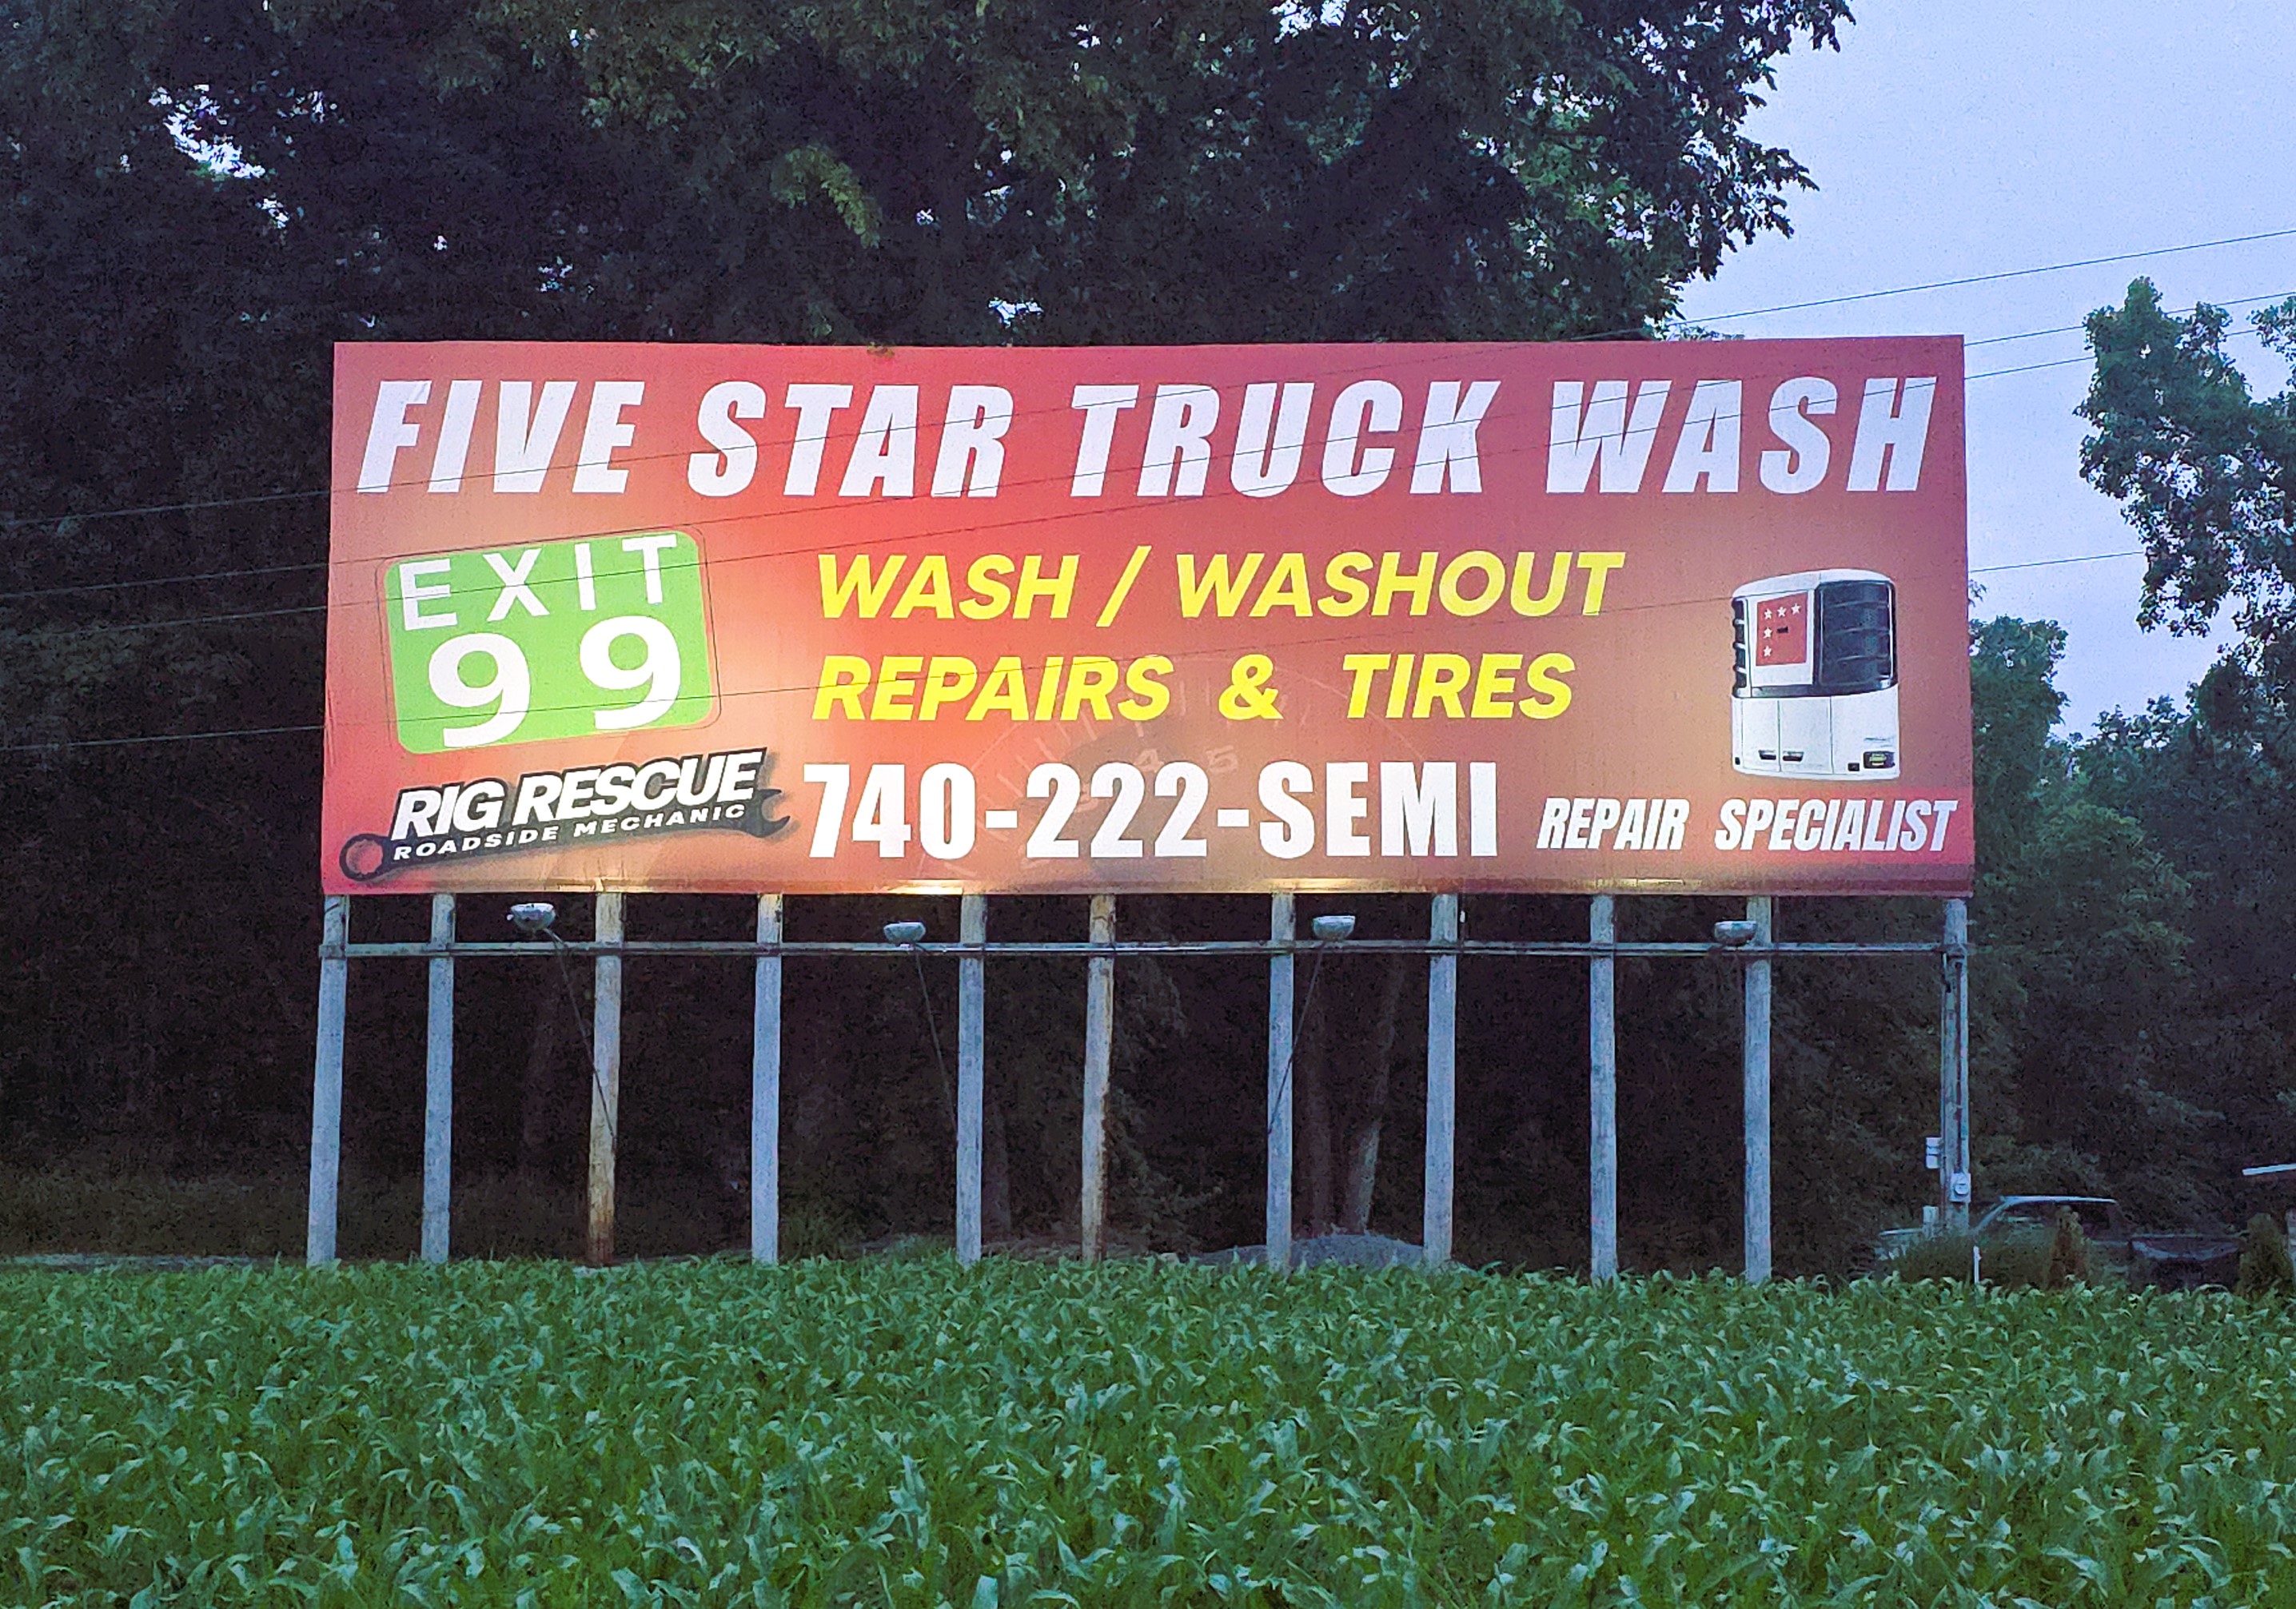 FIVE STAR TRUCK WASH
EXIT
99
WASH / WASHOUT
REPAIRS & TIRES
RIG RESCUE
ROADSIDE MECHANIC
740-222-SEMI
REPAIR SPECIALIST